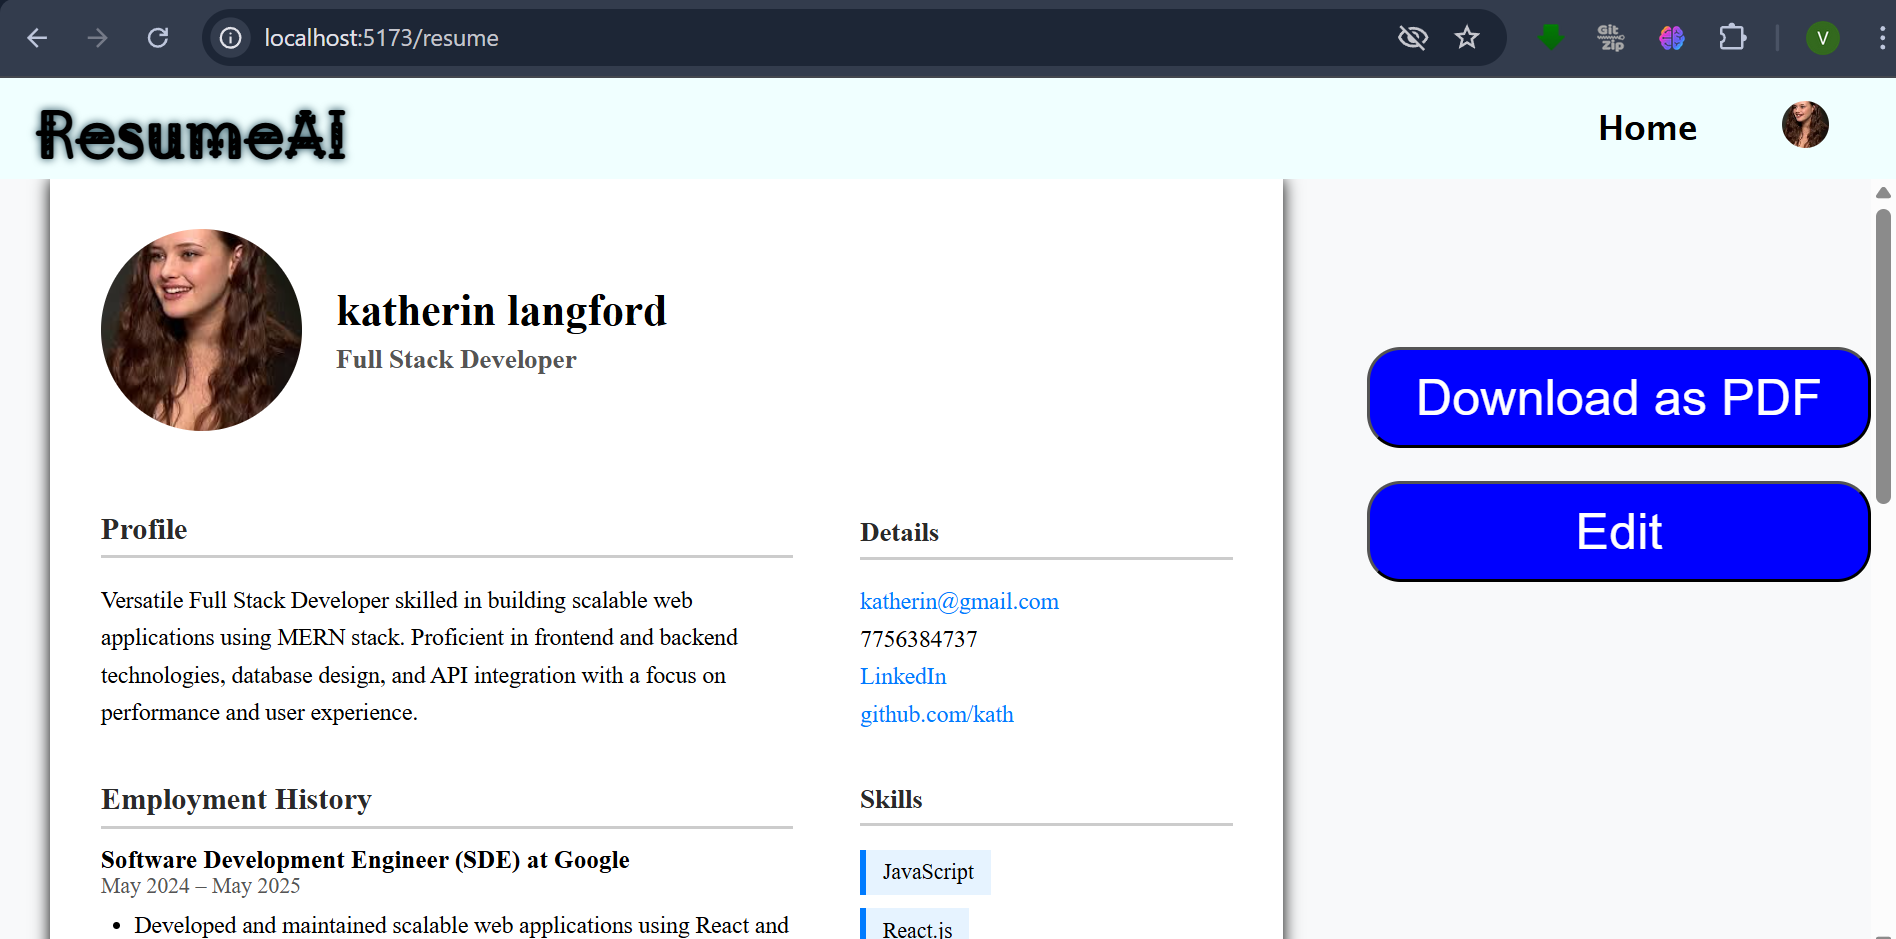 localhost:5173/resume
Git
Zip
V
ResumeAI
Home
katherin langford
Full Stack Developer
Download as PDF
Edit
Profile
Versatile Full Stack Developer skilled in building scalable web
applications using MERN stack. Proficient in frontend and backend
technologies, database design, and API integration with a focus on
performance and user experience.
Employment History
Software Development Engineer (SDE) at Google
May 2024 – May 2025
• Developed and maintained scalable web applications using React and
Details
katherin@gmail.com
7756384737
LinkedIn
github.com/kath
Skills
JavaScript
React.js